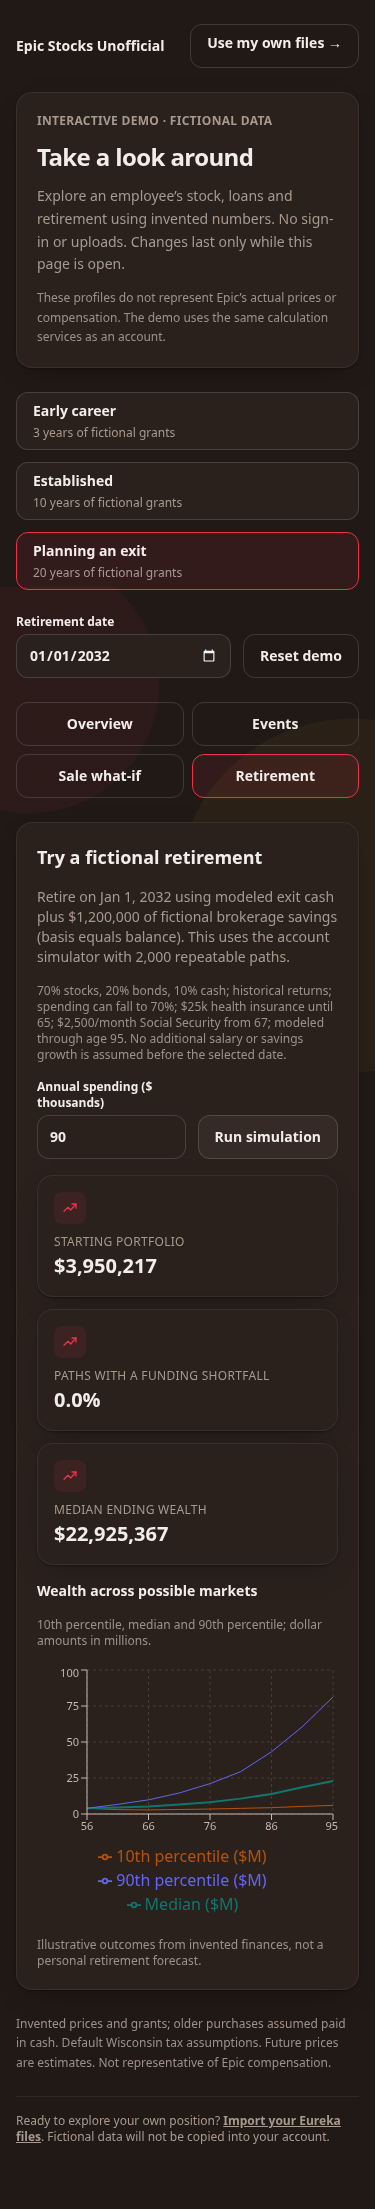 Epic Stocks Unofficial
Use my own files →
INTERACTIVE DEMO · FICTIONAL DATA
Take a look around
Explore an employee's stock, loans and
retirement using invented numbers. No sign-
in or uploads. Changes last only while this
page is open.
These profiles do not represent Epic's actual prices or
compensation. The demo uses the same calculation
services as an account.
Early career
3 years of fictional grants
Established
10 years of fictional grants
Planning an exit
20 years of fictional grants
Retirement date
01/01/2032
Reset demo
Overview
Events
Sale what-if
Retirement
Try a fictional retirement
Retire on Jan 1, 2032 using modeled exit cash
plus $1,200,000 of fictional brokerage savings
(basis equals balance). This uses the account
simulator with 2,000 repeatable paths.
70% stocks, 20% bonds, 10% cash; historical returns;
spending can fall to 70%; $25k health insurance until
65; $2,500/month Social Security from 67; modeled
through age 95. No additional salary or savings
growth is assumed before the selected date.
Annual spending ($
thousands)
90
Run simulation
STARTING PORTFOLIO
$3,950,217
PATHS WITH A FUNDING SHORTFALL
0.0%
MEDIAN ENDING WEALTH
$22,925,367
Wealth across possible markets
10th percentile, median and 90th percentile; dollar
amounts in millions.
100
75
50
25
0
56 66 76 86 95
10th percentile ($M)
90th percentile ($M)
Median ($M)
Illustrative outcomes from invented finances, not a
personal retirement forecast.
Invented prices and grants; older purchases assumed paid
in cash. Default Wisconsin tax assumptions. Future prices
are estimates. Not representative of Epic compensation.
Ready to explore your own position? Import your Eureka
files. Fictional data will not be copied into your account.